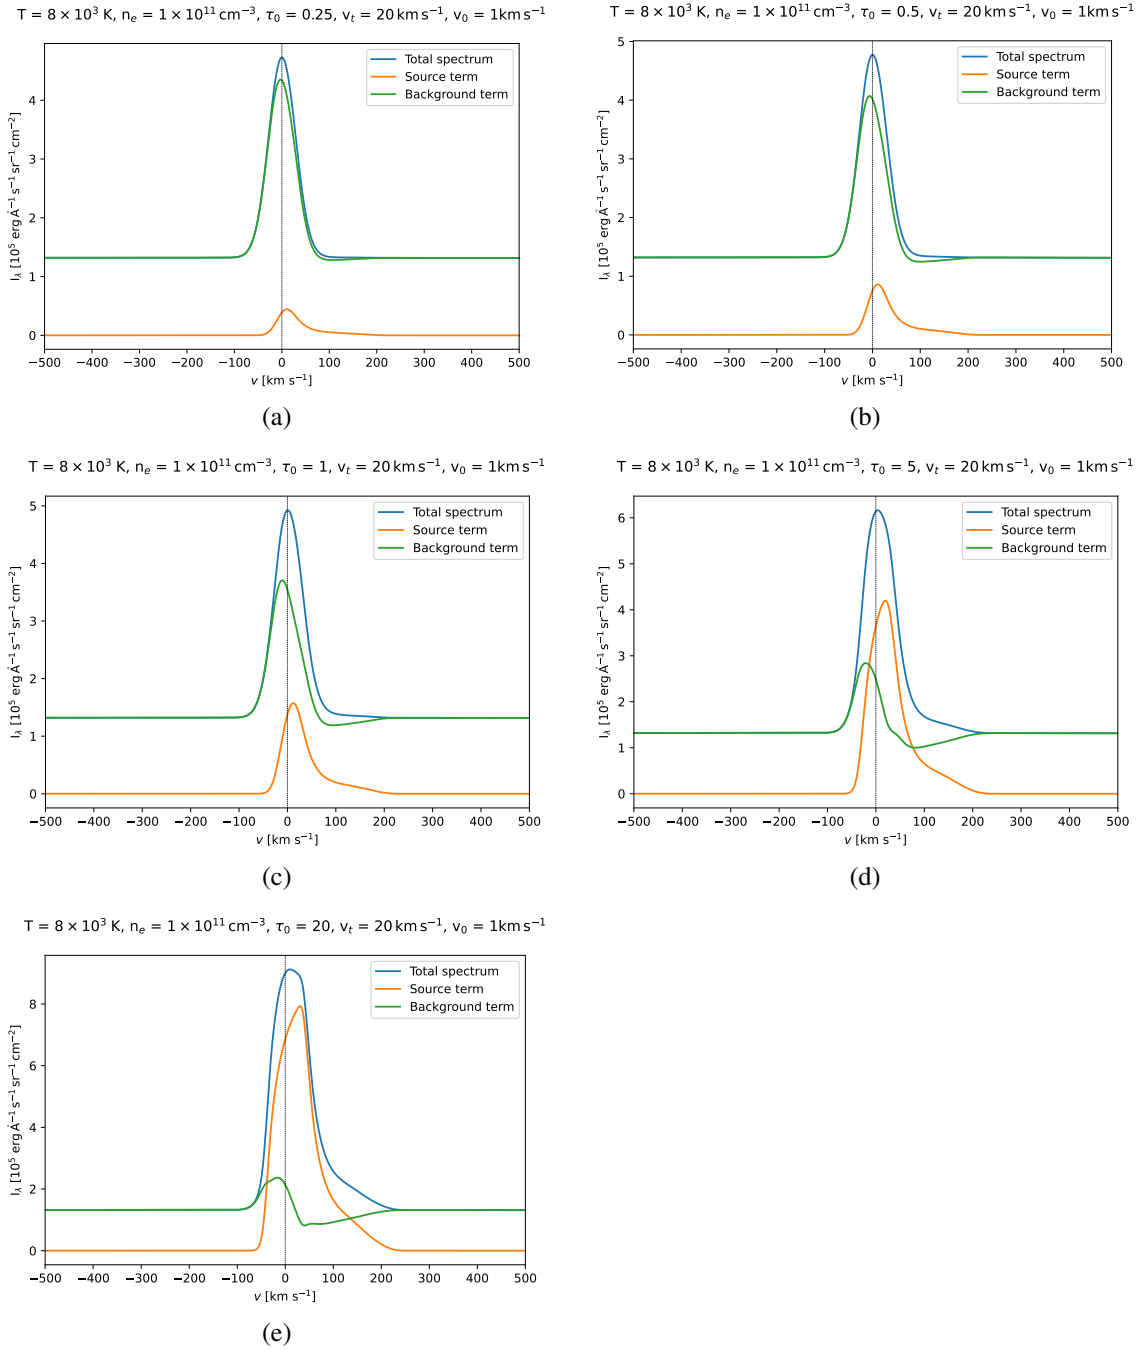 T = 8 × 10³ K, nₑ = 1 × 10¹¹ cm⁻³, τ₀ = 0.25, vₜ = 20 km s⁻¹, v₀ = 1km s⁻¹
Total spectrum
Source term
Background term
I_λ [10⁵ erg Å⁻¹ s⁻¹ sr⁻¹ cm⁻²]
4
3
2
1
0
−500 −400 −300 −200 −100 0 100 200 300 400 500
v [km s⁻¹]
(a)
T = 8 × 10³ K, nₑ = 1 × 10¹¹ cm⁻³, τ₀ = 0.5, vₜ = 20 km s⁻¹, v₀ = 1km s⁻¹
Total spectrum
Source term
Background term
I_λ [10⁵ erg Å⁻¹ s⁻¹ sr⁻¹ cm⁻²]
5
4
3
2
1
0
−500 −400 −300 −200 −100 0 100 200 300 400 500
v [km s⁻¹]
(b)
T = 8 × 10³ K, nₑ = 1 × 10¹¹ cm⁻³, τ₀ = 1, vₜ = 20 km s⁻¹, v₀ = 1km s⁻¹
Total spectrum
Source term
Background term
I_λ [10⁵ erg Å⁻¹ s⁻¹ sr⁻¹ cm⁻²]
5
4
3
2
1
0
−500 −400 −300 −200 −100 0 100 200 300 400 500
v [km s⁻¹]
(c)
T = 8 × 10³ K, nₑ = 1 × 10¹¹ cm⁻³, τ₀ = 5, vₜ = 20 km s⁻¹, v₀ = 1km s⁻¹
Total spectrum
Source term
Background term
I_λ [10⁵ erg Å⁻¹ s⁻¹ sr⁻¹ cm⁻²]
6
5
4
3
2
1
0
−500 −400 −300 −200 −100 0 100 200 300 400 500
v [km s⁻¹]
(d)
T = 8 × 10³ K, nₑ = 1 × 10¹¹ cm⁻³, τ₀ = 20, vₜ = 20 km s⁻¹, v₀ = 1km s⁻¹
Total spectrum
Source term
Background term
I_λ [10⁵ erg Å⁻¹ s⁻¹ sr⁻¹ cm⁻²]
8
6
4
2
0
−500 −400 −300 −200 −100 0 100 200 300 400 500
v [km s⁻¹]
(e)